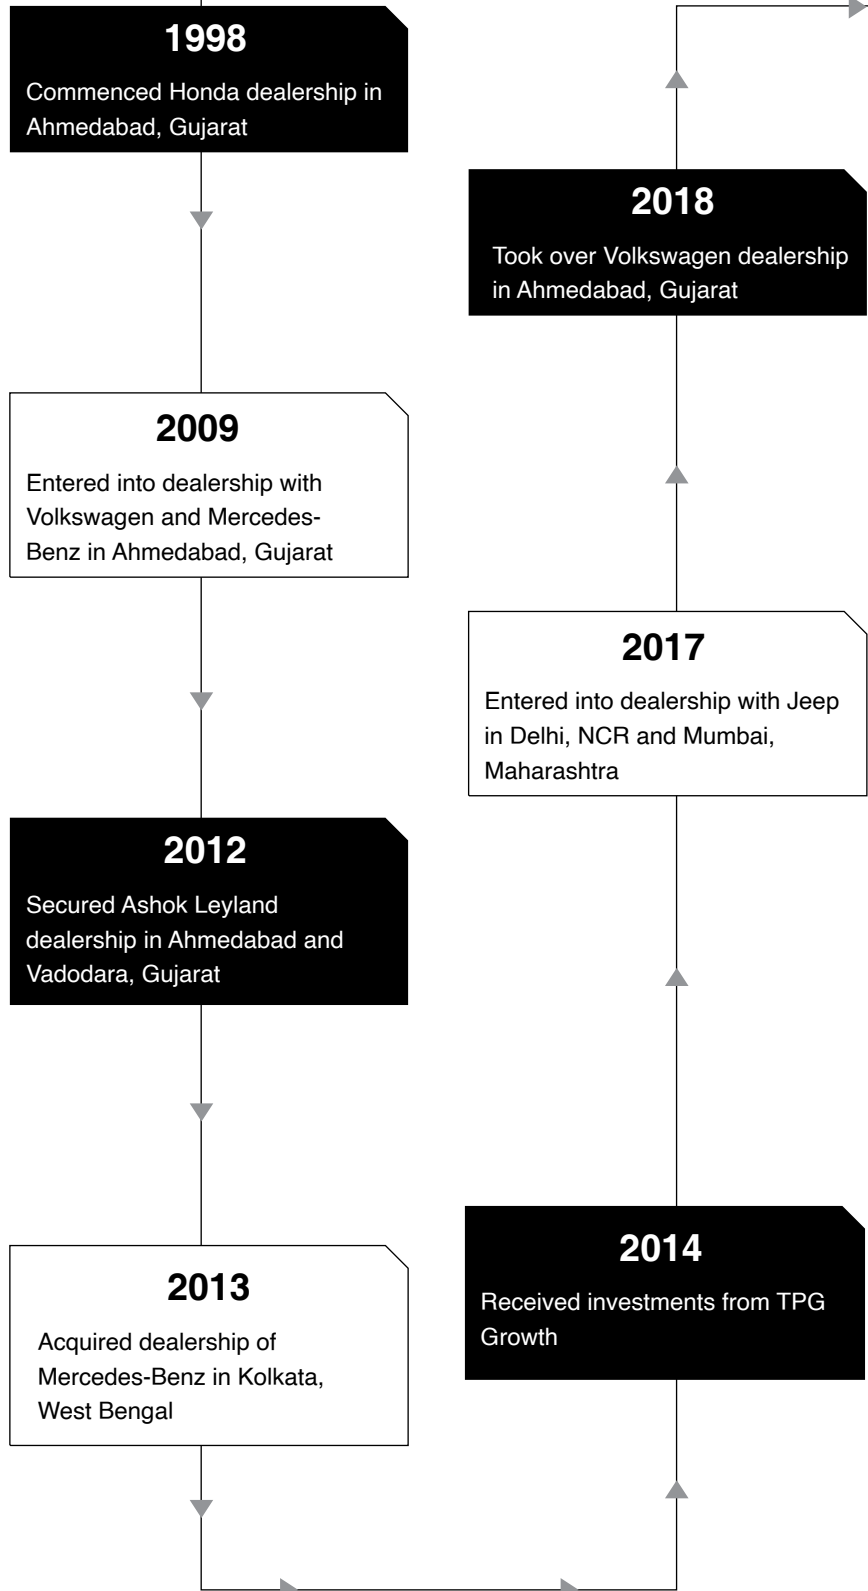 1998
Commenced Honda dealership in
Ahmedabad, Gujarat
2009
Entered into dealership with
Volkswagen and Mercedes-
Benz in Ahmedabad, Gujarat
2012
Secured Ashok Leyland
dealership in Ahmedabad and
Vadodara, Gujarat
2013
Acquired dealership of
Mercedes-Benz in Kolkata,
West Bengal
2014
Received investments from TPG
Growth
2017
Entered into dealership with Jeep
in Delhi, NCR and Mumbai,
Maharashtra
2018
Took over Volkswagen dealership
in Ahmedabad, Gujarat